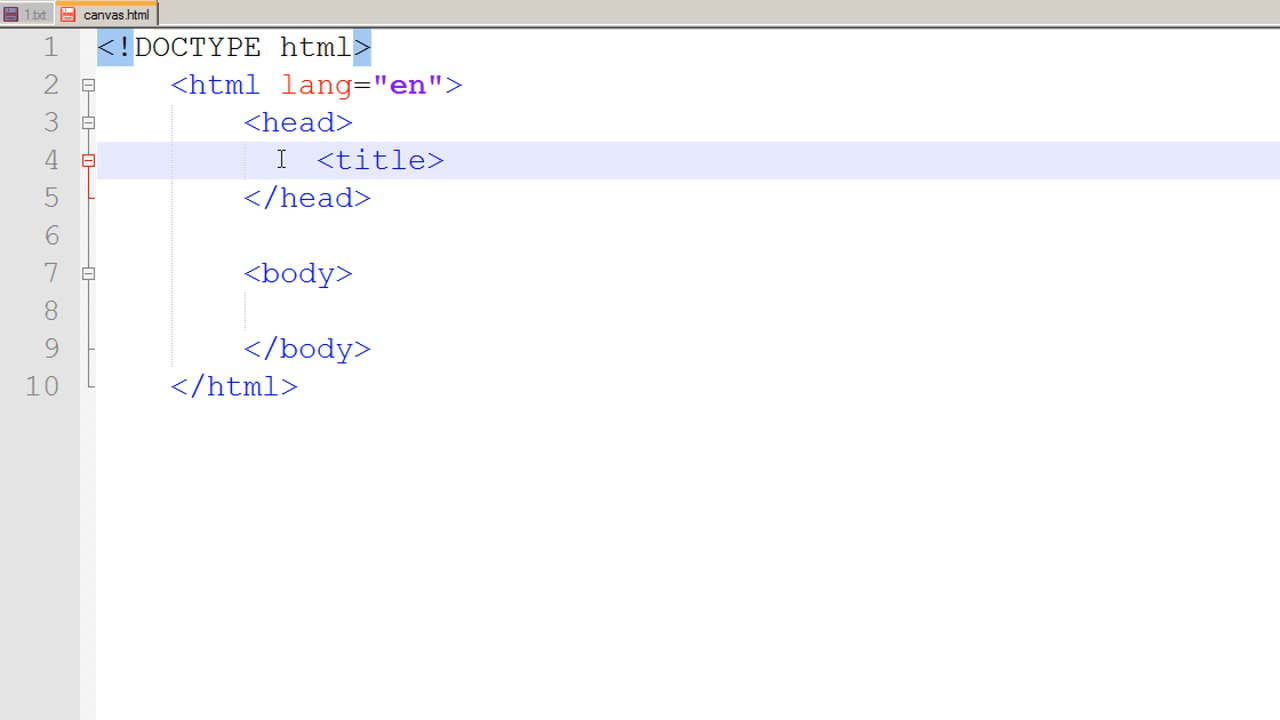 1.txt canvas.html
1 <!DOCTYPE html>
2 <html lang="en">
3 <head>
4 <title>
5 </head>
6
7 <body>
8
9 </body>
10 </html>